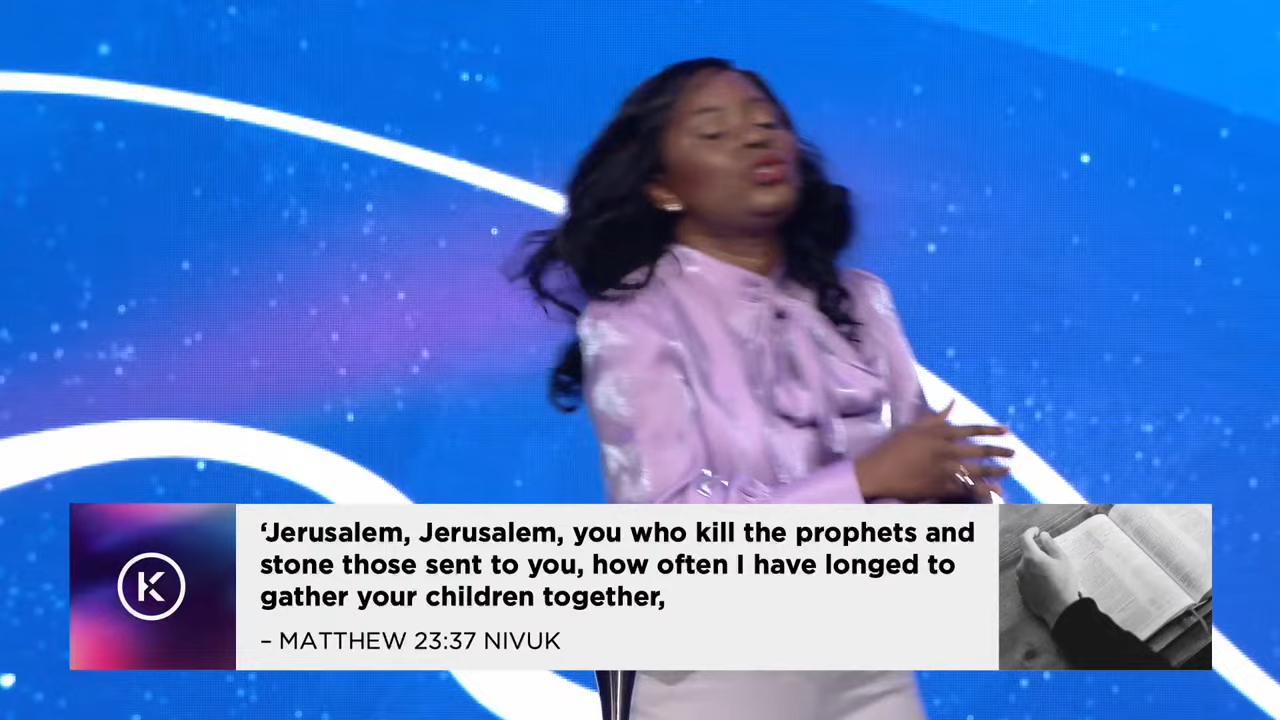 K
‘Jerusalem, Jerusalem, you who kill the prophets and
stone those sent to you, how often I have longed to
gather your children together,
– MATTHEW 23:37 NIVUK